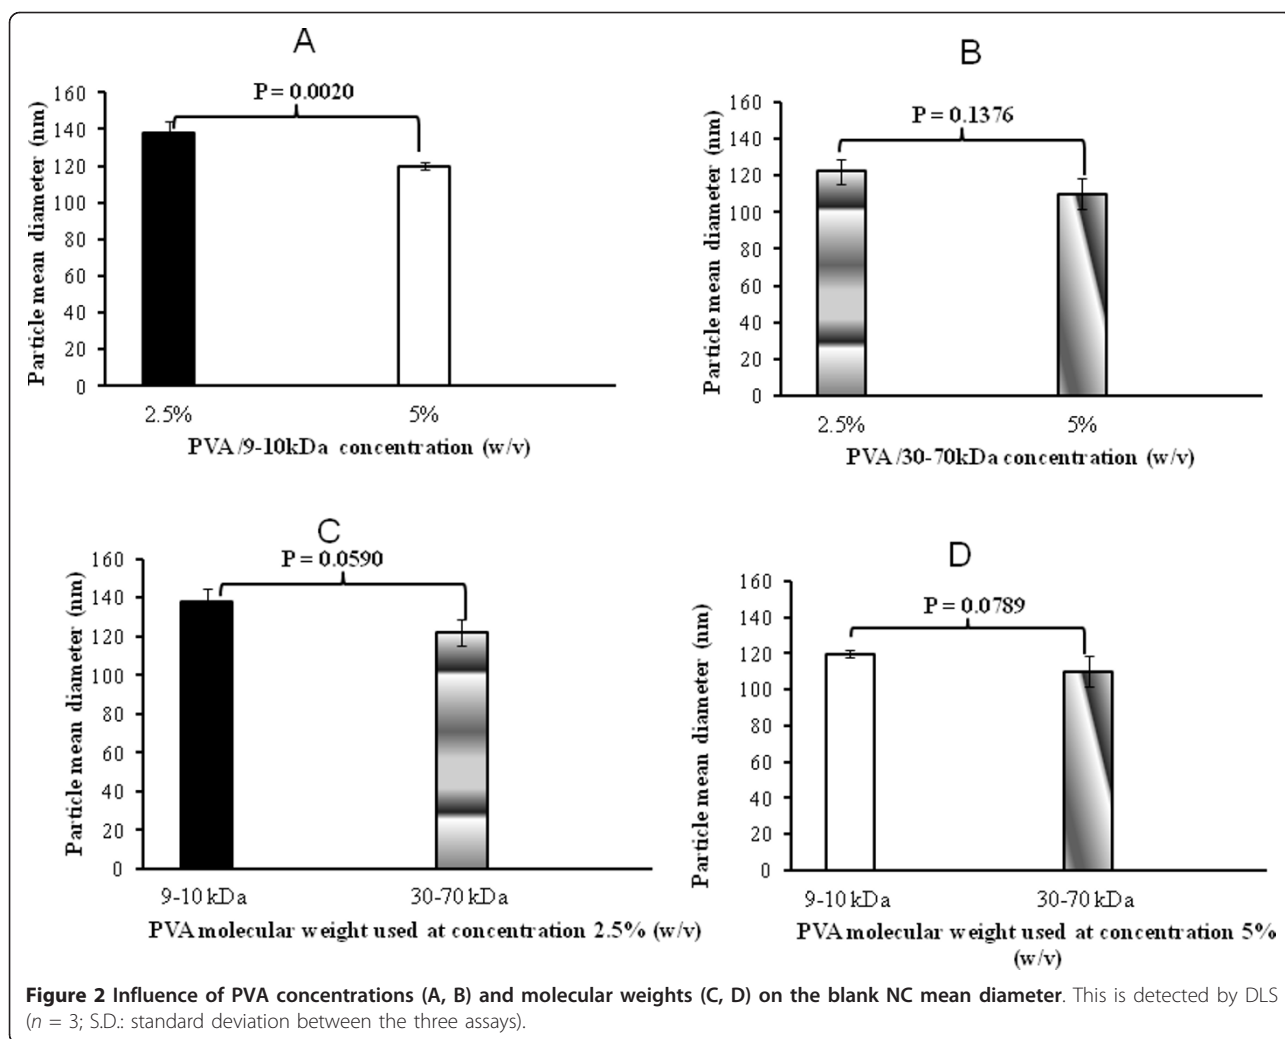 A
P = 0.0020
Particle mean diameter (nm)
160
140
120
100
80
60
40
20
0
2.5%
5%
PVA/9-10kDa concentration (w/v)
B
P = 0.1376
Particle mean diameter (nm)
160
140
120
100
80
60
40
20
0
2.5%
5%
PVA/30-70kDa concentration (w/v)
C
P = 0.0590
Particle mean diameter (nm)
160
140
120
100
80
60
40
20
0
9-10 kDa
30-70 kDa
PVA molecular weight used at concentration 2.5% (w/v)
D
P = 0.0789
Particle mean diameter (nm)
160
140
120
100
80
60
40
20
0
9-10 kDa
30-70 kDa
PVA molecular weight used at concentration 5%
(w/v)
Figure 2 Influence of PVA concentrations (A, B) and molecular weights (C, D) on the blank NC mean diameter. This is detected by DLS
(n = 3; S.D.: standard deviation between the three assays).